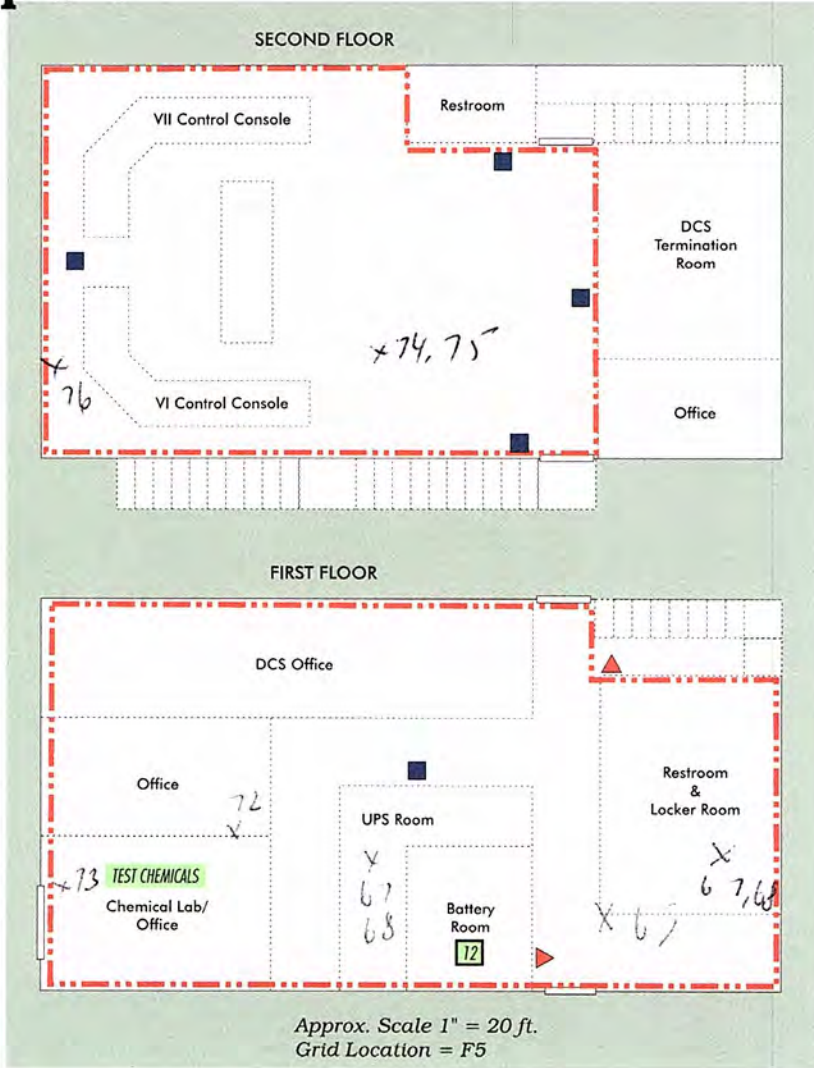 SECOND FLOOR
VII Control Console
Restroom
DCS
Termination
Room
x 74, 75
x
76
VI Control Console
Office
FIRST FLOOR
DCS Office
Office
72
x
UPS Room
Restroom
&
Locker Room
x 73 TEST CHEMICALS
Chemical Lab/
Office
x
67
68
Battery
Room
12
x
67, 68
x
Approx. Scale 1" = 20 ft.
Grid Location = F5